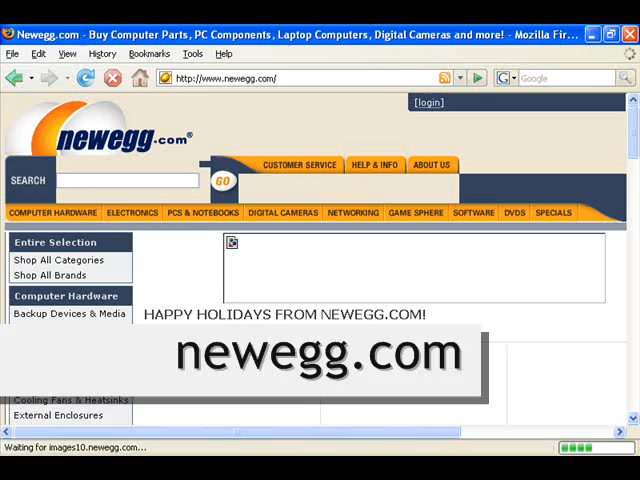 Newegg.com - Buy Computer Parts, PC Components, Laptop Computers, Digital Cameras and more! - Mozilla Fir...
File Edit View History Bookmarks Tools Help
http://www.newegg.com/
Google
[login]
newegg.com®
CUSTOMER SERVICE HELP & INFO ABOUT US
SEARCH GO
COMPUTER HARDWARE ELECTRONICS PCS & NOTEBOOKS DIGITAL CAMERAS NETWORKING GAME SPHERE SOFTWARE DVDS SPECIALS
Entire Selection
Shop All Categories
Shop All Brands
Computer Hardware
Backup Devices & Media
HAPPY HOLIDAYS FROM NEWEGG.COM!
newegg.com
Cooling Fans & Heatsinks
External Enclosures
Waiting for images10.newegg.com...